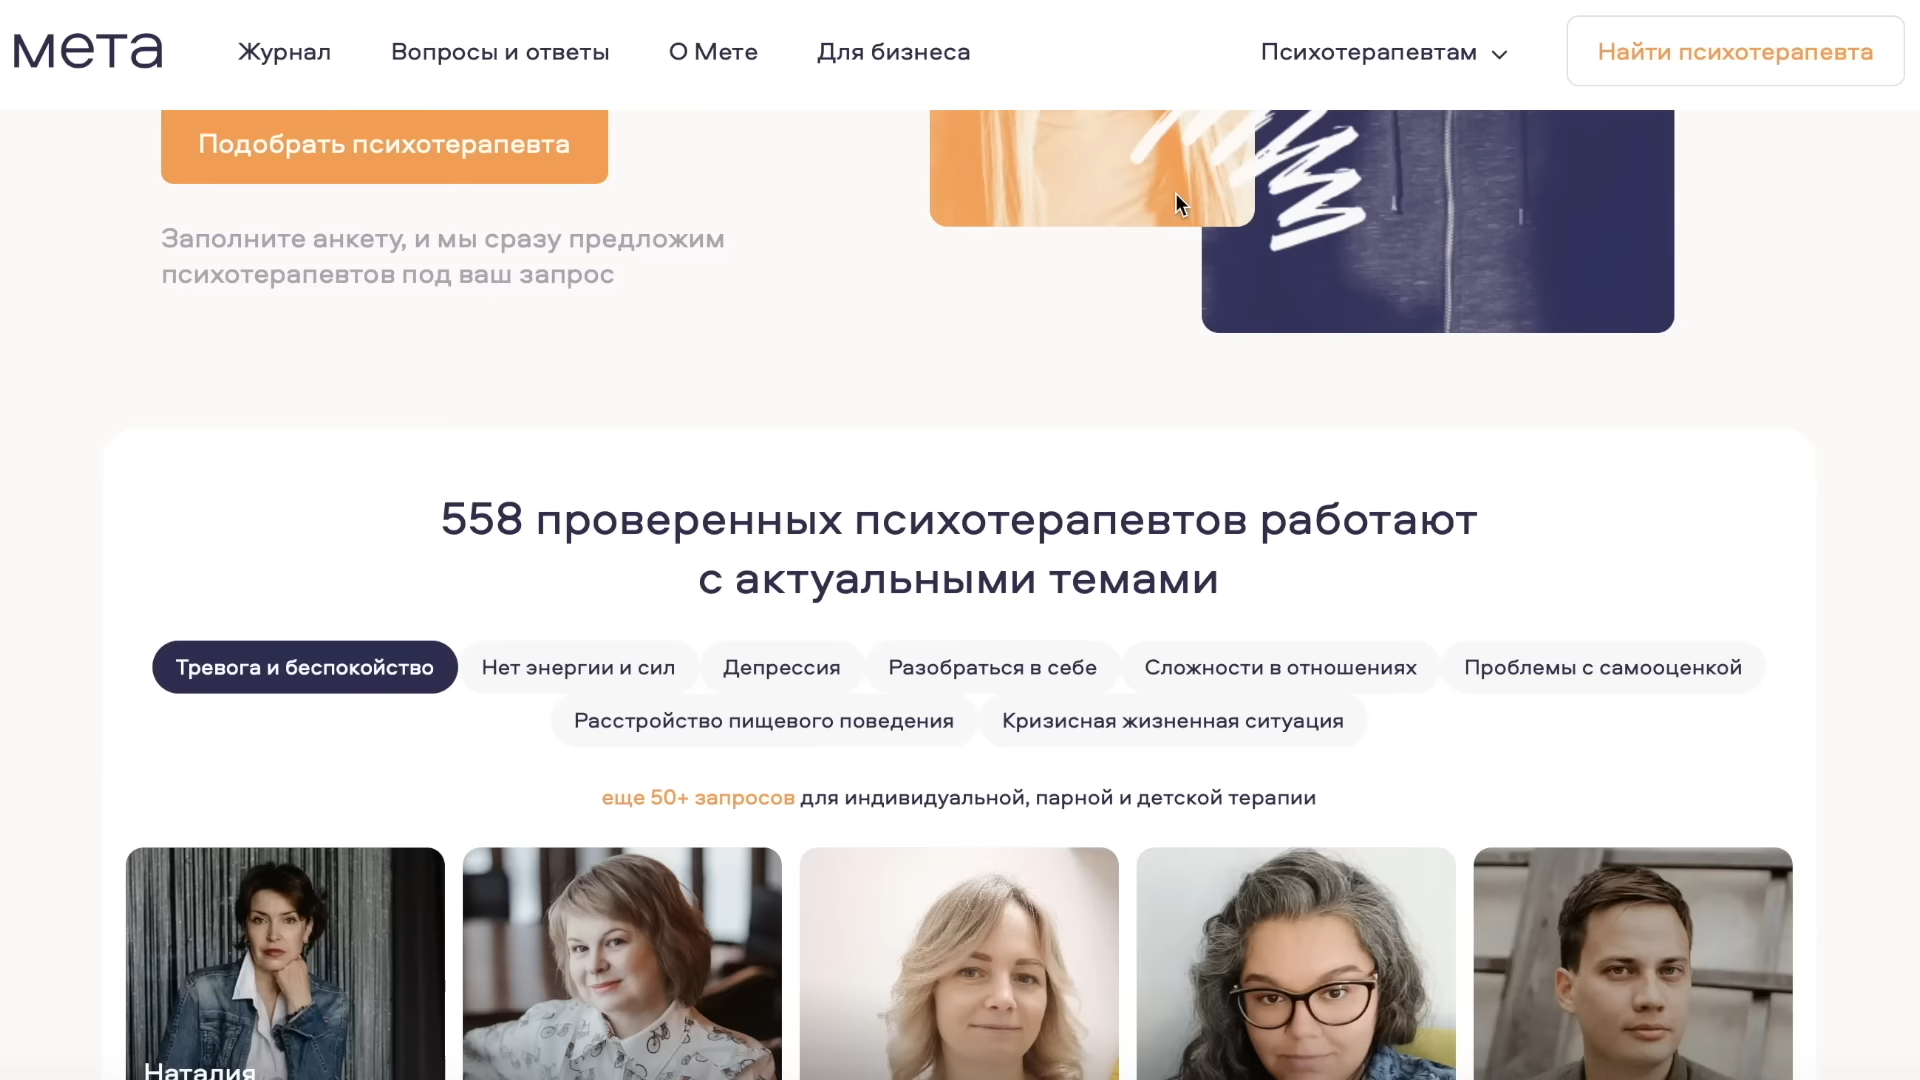 мета
Журнал
Вопросы и ответы
О Мете
Для бизнеса
Психотерапевтам
Найти психотерапевта
Подобрать психотерапевта
Заполните анкету, и мы сразу предложим
психотерапевтов под ваш запрос
558 проверенных психотерапевтов работают
с актуальными темами
Тревога и беспокойство
Нет энергии и сил
Депрессия
Разобраться в себе
Сложности в отношениях
Проблемы с самооценкой
Расстройство пищевого поведения
Кризисная жизненная ситуация
еще 50+ запросов для индивидуальной, парной и детской терапии
Наталия